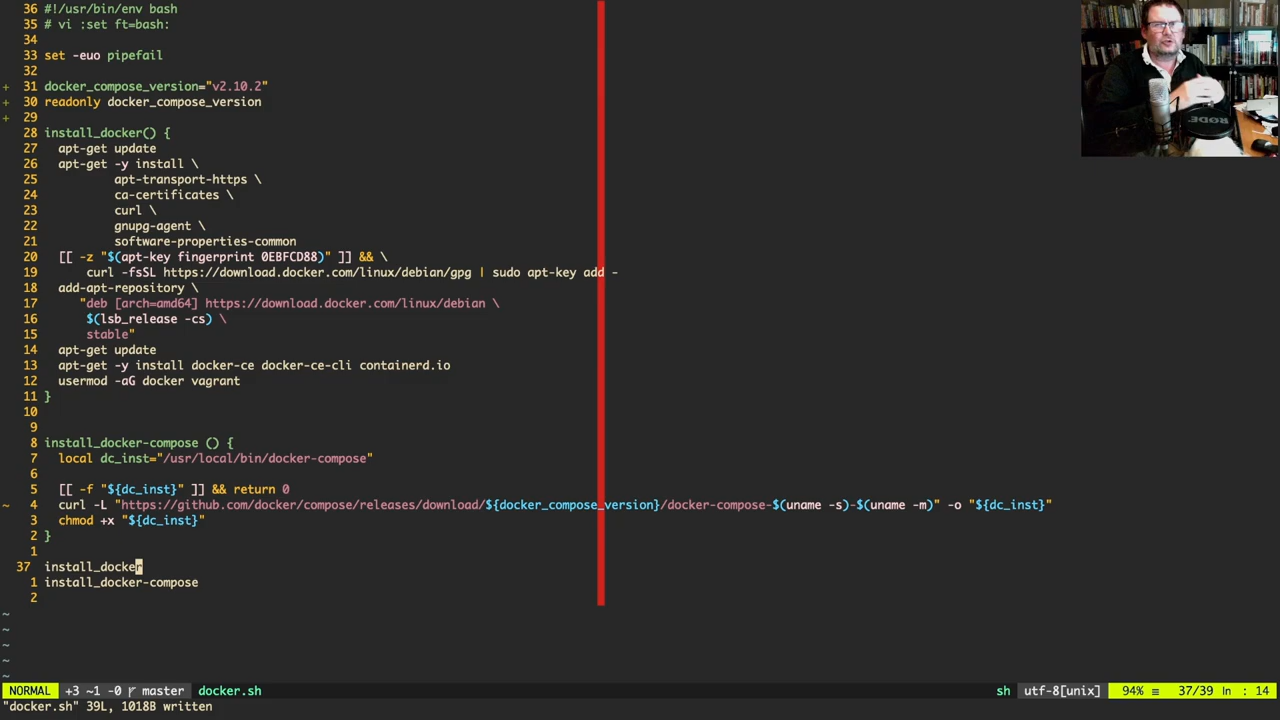 36 #!/usr/bin/env bash
35 # vi :set ft=bash:
34
33 set -euo pipefail
32
+ 31 docker_compose_version="v2.10.2"
+ 30 readonly docker_compose_version
+ 29
28 install_docker() {
27 apt-get update
26 apt-get -y install \
25 apt-transport-https \
24 ca-certificates \
23 curl \
22 gnupg-agent \
21 software-properties-common
20 [[ -z "$(apt-key fingerprint 0EBFCD88)" ]] && \
19 curl -fsSL https://download.docker.com/linux/debian/gpg | sudo apt-key add -
18 add-apt-repository \
17 "deb [arch=amd64] https://download.docker.com/linux/debian \
16 $(lsb_release -cs) \
15 stable"
14 apt-get update
13 apt-get -y install docker-ce docker-ce-cli containerd.io
12 usermod -aG docker vagrant
11 }
10
9
8 install_docker-compose () {
7 local dc_inst="/usr/local/bin/docker-compose"
6
5 [[ -f "${dc_inst}" ]] && return 0
~ 4 curl -L "https://github.com/docker/compose/releases/download/${docker_compose_version}/docker-compose-$(uname -s)-$(uname -m)" -o "${dc_inst}"
3 chmod +x "${dc_inst}"
2 }
1
37 install_docker
1 install_docker-compose
2
~
~
~
~
~
NORMAL +3 ~1 -0 master docker.sh sh utf-8[unix] 94% ≡ 37/39 ln : 14
"docker.sh" 39L, 1018B written
RODE